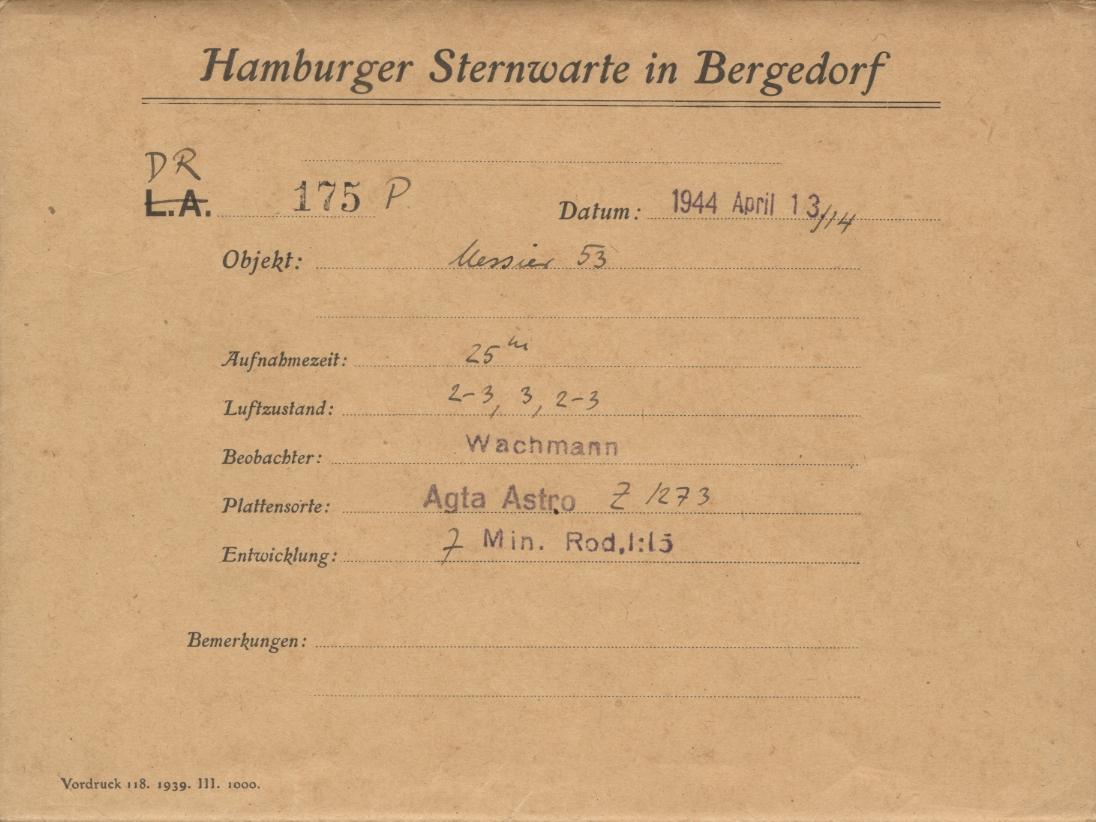 Hamburger Sternwarte in Bergedorf
DR
L.A. 175 P Datum: 1944 April 13/14
Objekt: Messier 53
Aufnahmezeit: 25m
Luftzustand: 2-3, 3, 2-3
Beobachter: Wachmann
Plattensorte: Agfa Astro Z 1273
Entwicklung: 7 Min. Rod.1:15
Bemerkungen:
Vordruck 118. 1939. III. 1000.